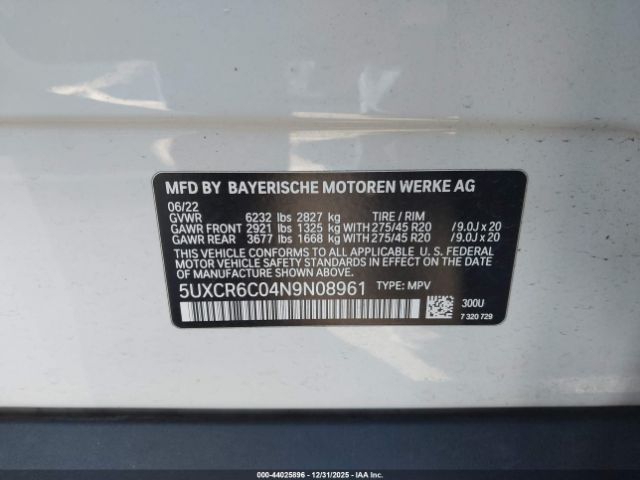 MFD BY BAYERISCHE MOTOREN WERKE AG
06/22
GVWR 6232 lbs 2827 kg TIRE / RIM
GAWR FRONT 2921 lbs 1325 kg WITH 275/45 R20 / 9.0J x 20
GAWR REAR 3677 lbs 1668 kg WITH 275/45 R20 / 9.0J x 20
THIS VEHICLE CONFORMS TO ALL APPLICABLE U.S. FEDERAL
MOTOR VEHICLE SAFETY STANDARDS IN EFFECT ON THE
DATE OF MANUFACTURE SHOWN ABOVE.
5UXCR6C04N9N08961 TYPE: MPV
300U
7 320 729
000-44025896 - 12/31/2025 - IAA Inc.